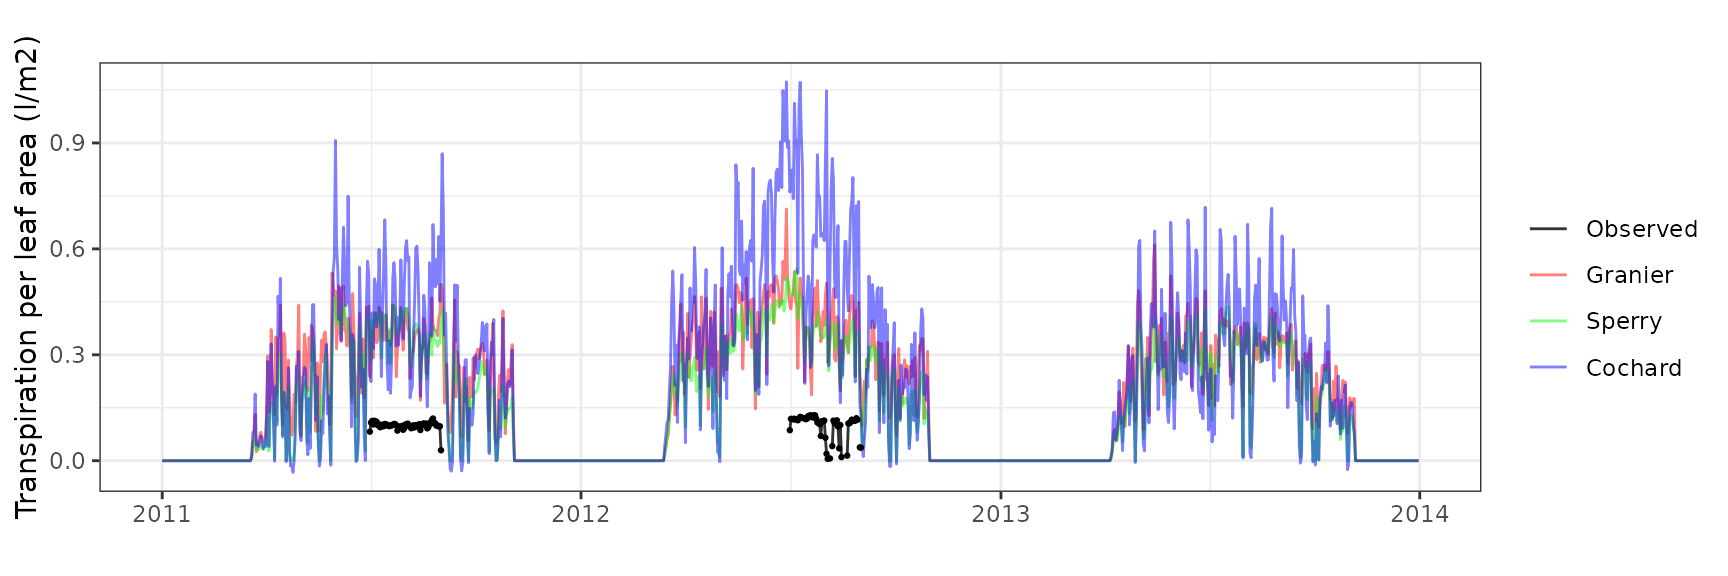 Transpiration per leaf area (l/m2)
0.9
0.6
0.3
0.0
2011
2012
2013
2014
Observed
Granier
Sperry
Cochard